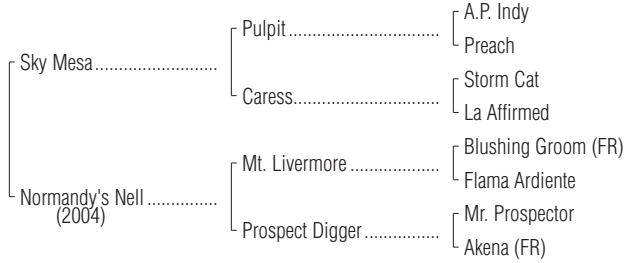 A.P. Indy
Pulpit
Preach
Sky Mesa
Storm Cat
Caress
La Affirmed
Blushing Groom (FR)
Mt. Livermore
Flama Ardiente
Normandy's Nell
(2004)
Mr. Prospector
Prospect Digger
Akena (FR)